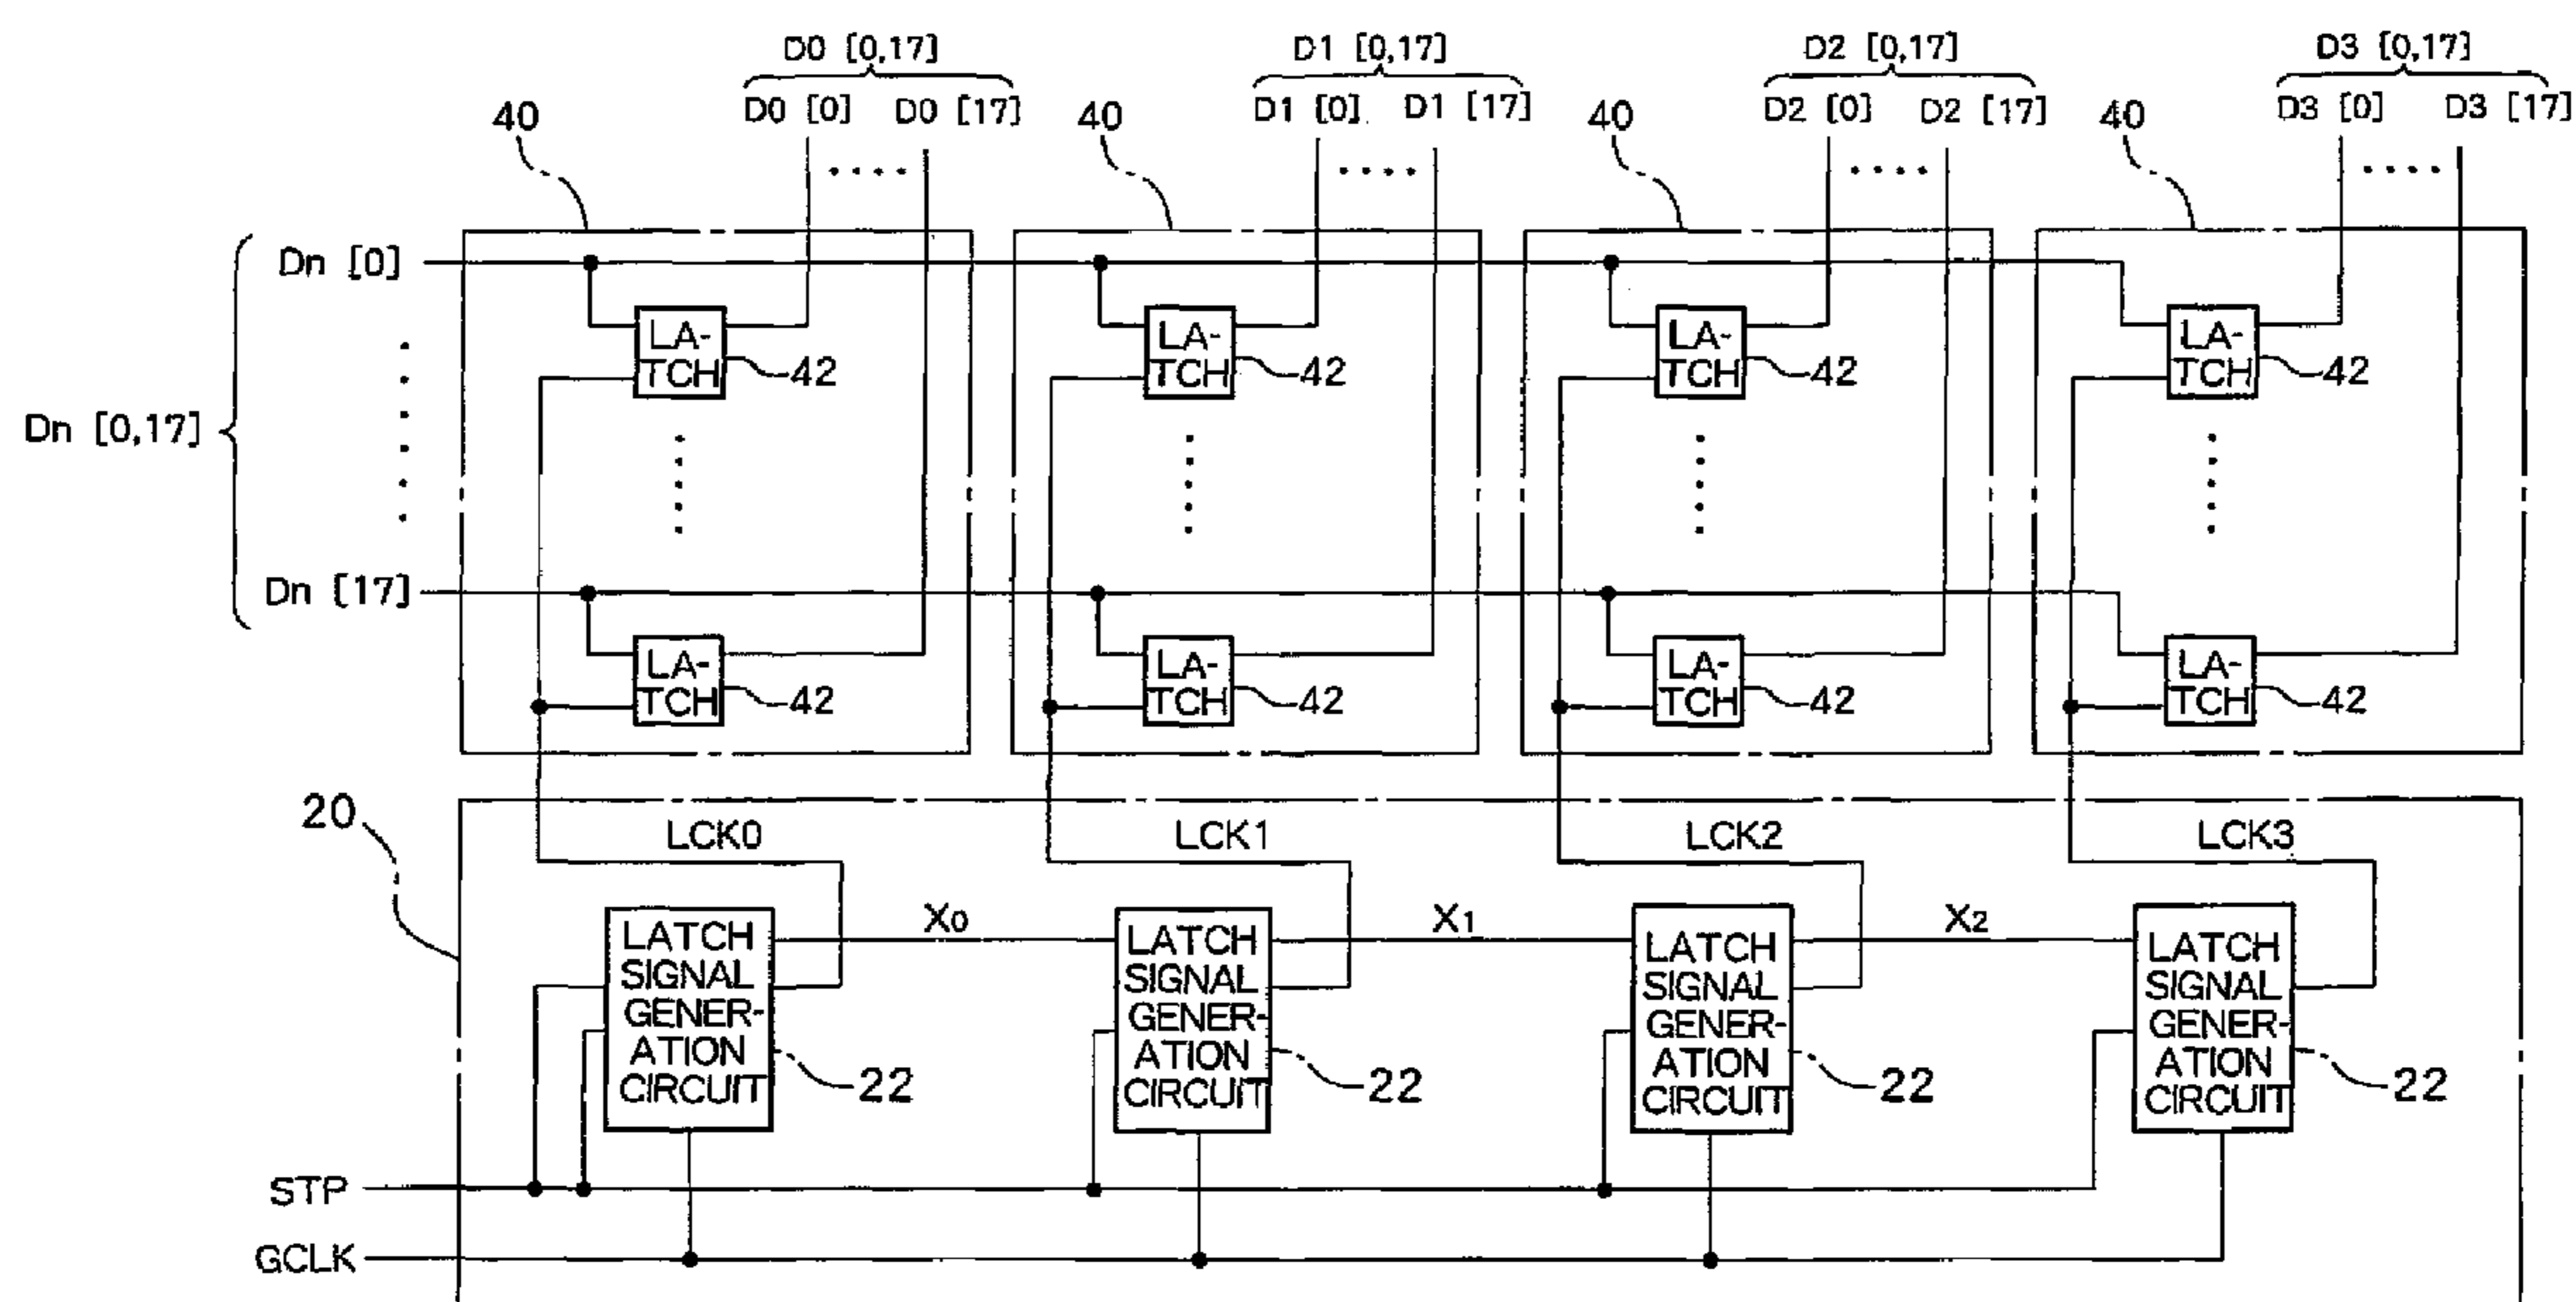 D0 [0,17] D1 [0,17] D2 [0,17] D3 [0,17]
D0 [0] D0 [17] D1 [0] D1 [17] D2 [0] D2 [17] D3 [0] D3 [17]
40 40 40 40
Dn [0]
LA-
TCH 42
LA-
TCH 42
LA-
TCH 42
LA-
TCH 42
Dn [0,17]
Dn [17]
LA-
TCH 42
LA-
TCH 42
LA-
TCH 42
LA-
TCH 42
20
LCK0 LCK1 LCK2 LCK3
X0 X1 X2
LATCH
SIGNAL
GENER-
ATION
CIRCUIT
22
LATCH
SIGNAL
GENER-
ATION
CIRCUIT
22
LATCH
SIGNAL
GENER-
ATION
CIRCUIT
22
LATCH
SIGNAL
GENER-
ATION
CIRCUIT
22
STP
GCLK